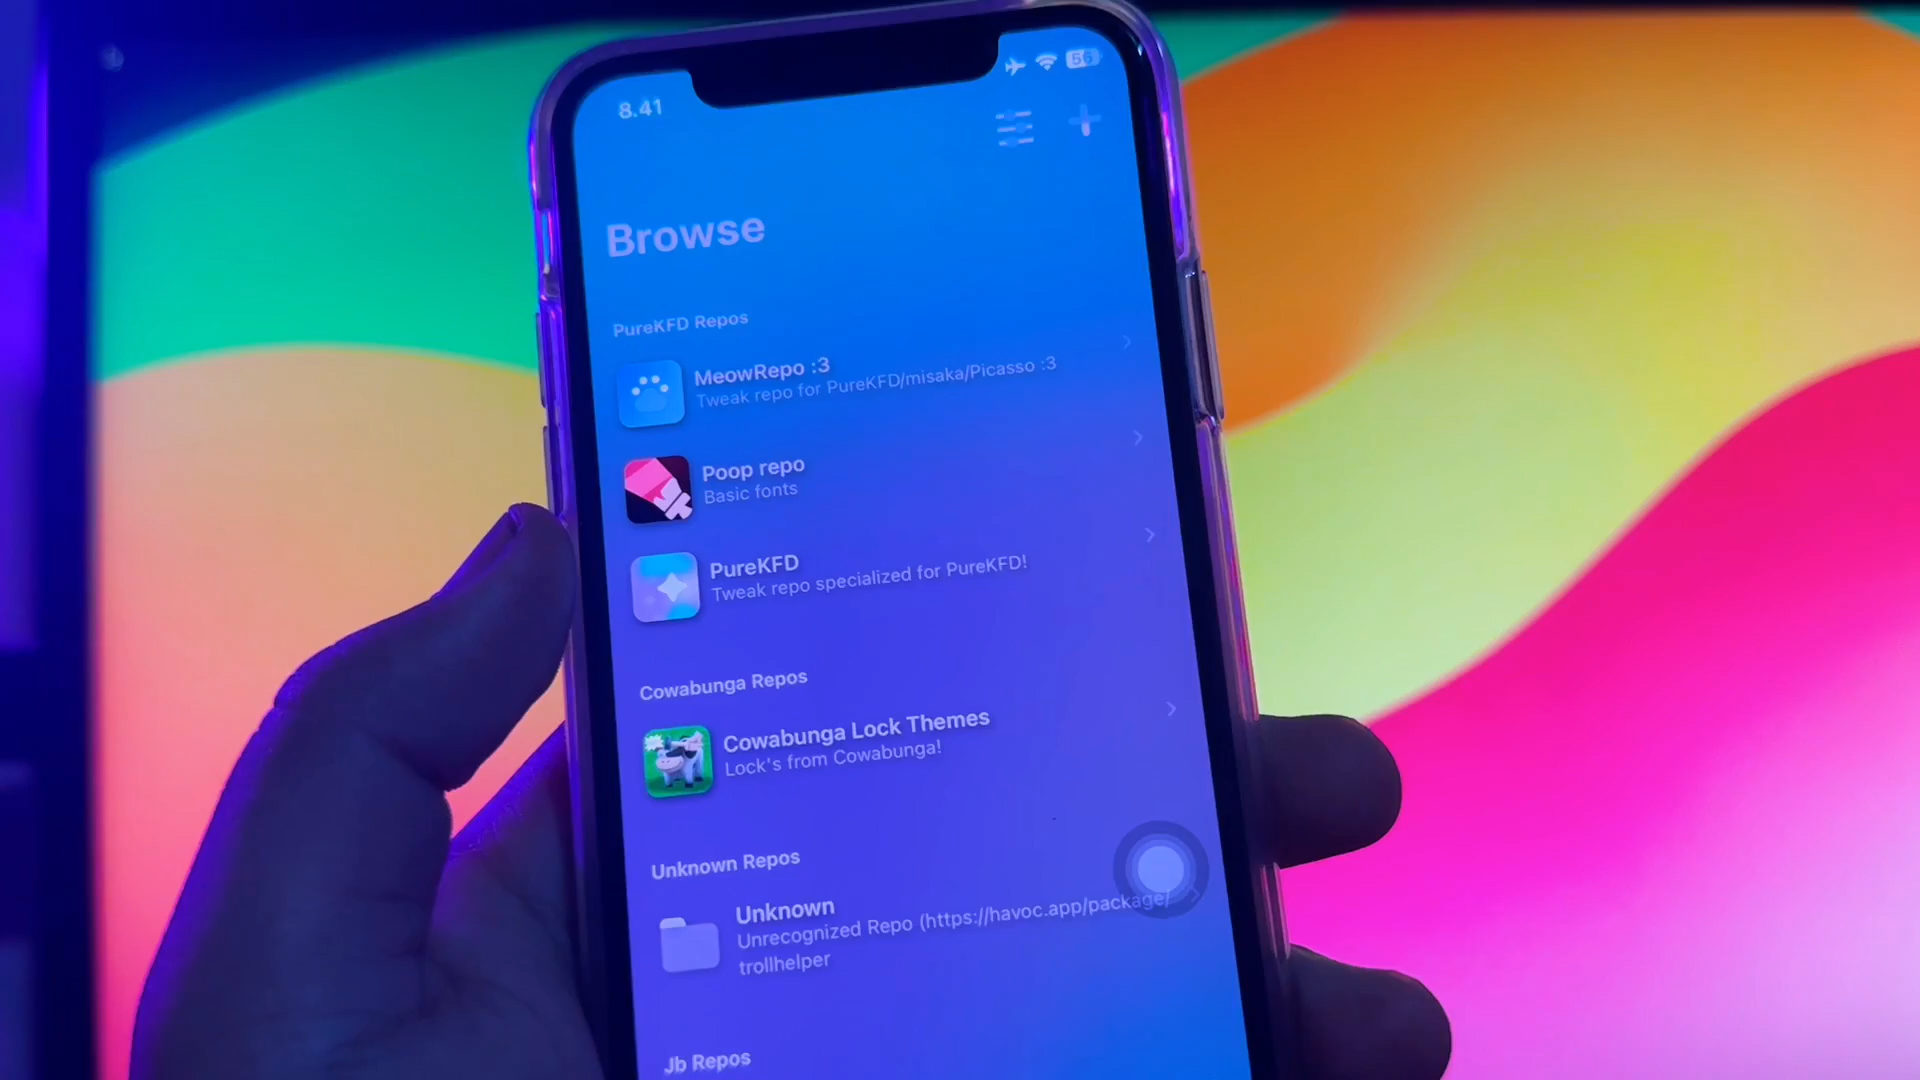 8.41
56
Browse
PureKFD Repos
MeowRepo :3
Tweak repo for PureKFD/misaka/Picasso :3
Poop repo
Basic fonts
PureKFD
Tweak repo specialized for PureKFD!
Cowabunga Repos
Cowabunga Lock Themes
Lock's from Cowabunga!
Unknown Repos
Unknown
Unrecognized Repo (https://havoc.app/package/
trollhelper
Jb Repos